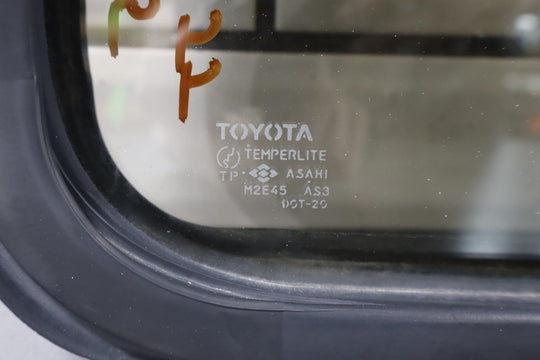 TOYOTA
TEMPERLITE
TP. ASAHI
M2E45 AS3
DOT-20